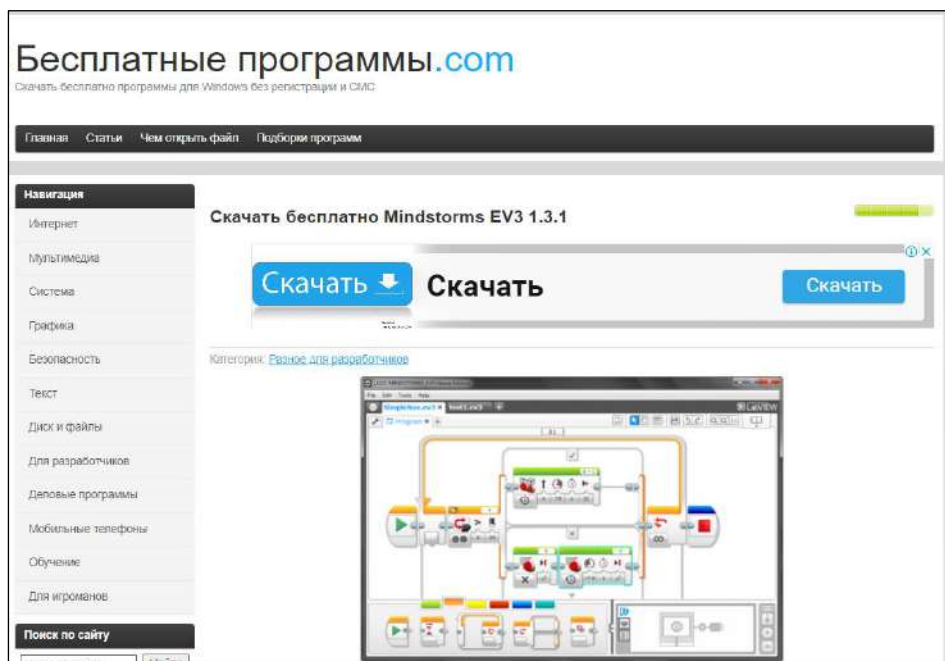 Бесплатные программы.com
Скачать бесплатно программы для Windows без регистрации и СМС
Главная Статьи Чем открыть файл Подборки программ
Навигация
Интернет
Мультимедиа
Система
Графика
Безопасность
Текст
Диск и файлы
Для разработчиков
Деловые программы
Мобильные телефоны
Обучение
Для игроманов
Поиск по сайту
Скачать бесплатно Mindstorms EV3 1.3.1
Скачать Скачать Скачать
Категория: Разное для разработчиков
File Edit Tools Help
LabVIEW
Program